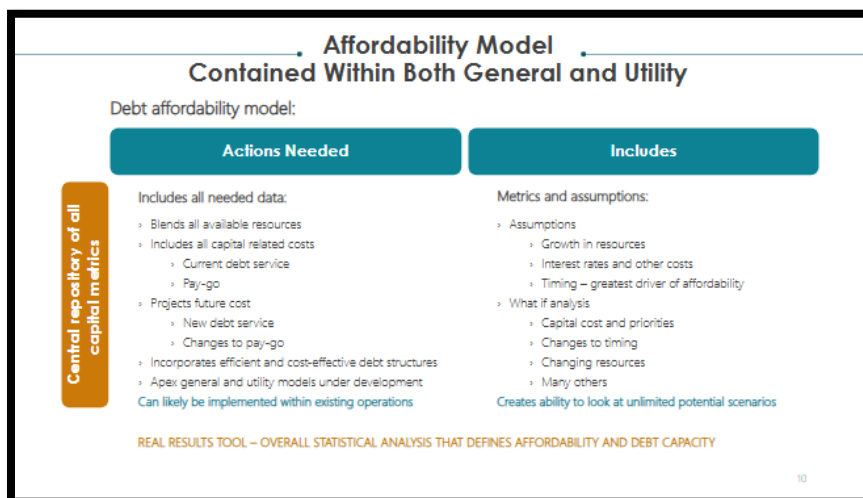 Affordability Model
Contained Within Both General and Utility
Debt affordability model:
Actions Needed
Includes
Central repository of all
capital metrics
Includes all needed data:
› Blends all available resources
› Includes all capital related costs
› Current debt service
› Pay-go
› Projects future cost
› New debt service
› Changes to pay-go
› Incorporates efficient and cost-effective debt structures
› Apex general and utility models under development
Can likely be implemented within existing operations
Metrics and assumptions:
› Assumptions
› Growth in resources
› Interest rates and other costs
› Timing – greatest driver of affordability
› What if analysis
› Capital cost and priorities
› Changes to timing
› Changing resources
› Many others
Creates ability to look at unlimited potential scenarios
REAL RESULTS TOOL – OVERALL STATISTICAL ANALYSIS THAT DEFINES AFFORDABILITY AND DEBT CAPACITY
10